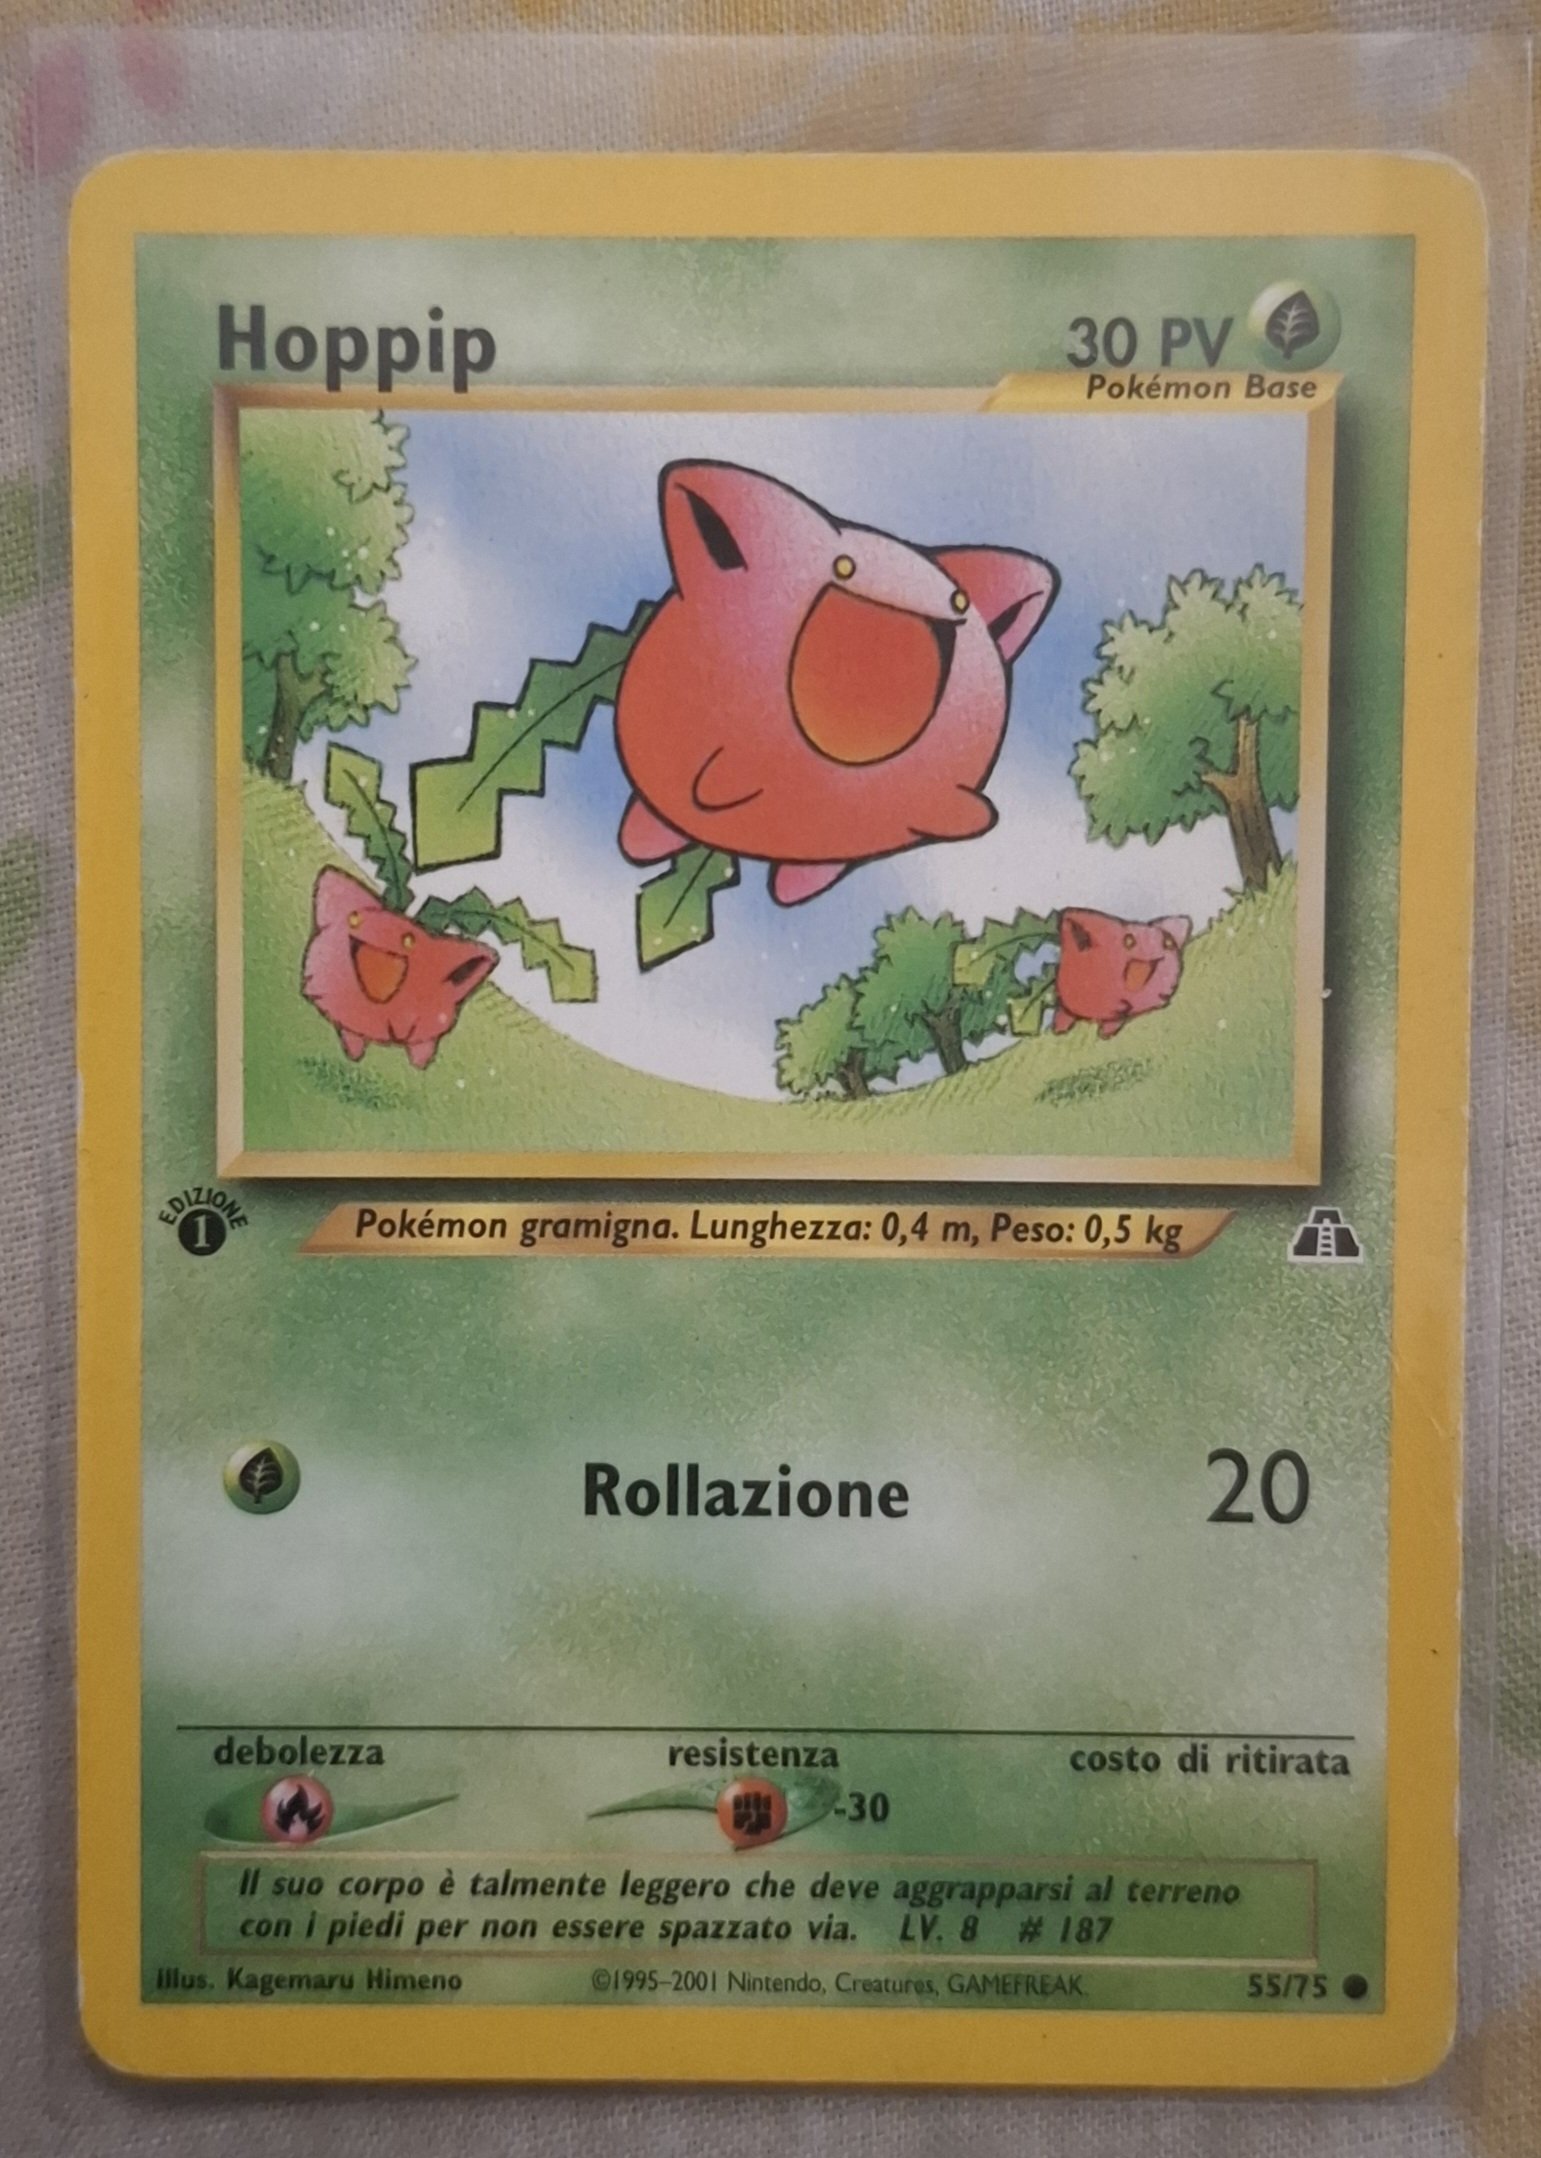 Hoppip
30 PV
Pokémon Base
EDIZIONE
1
Pokémon gramigna. Lunghezza: 0,4 m, Peso: 0,5 kg
Rollazione 20
debolezza resistenza costo di ritirata
-30
Il suo corpo è talmente leggero che deve aggrapparsi al terreno
con i piedi per non essere spazzato via. LV. 8 # 187
Illus. Kagemaru Himeno ©1995-2001 Nintendo, Creatures, GAMEFREAK. 55/75